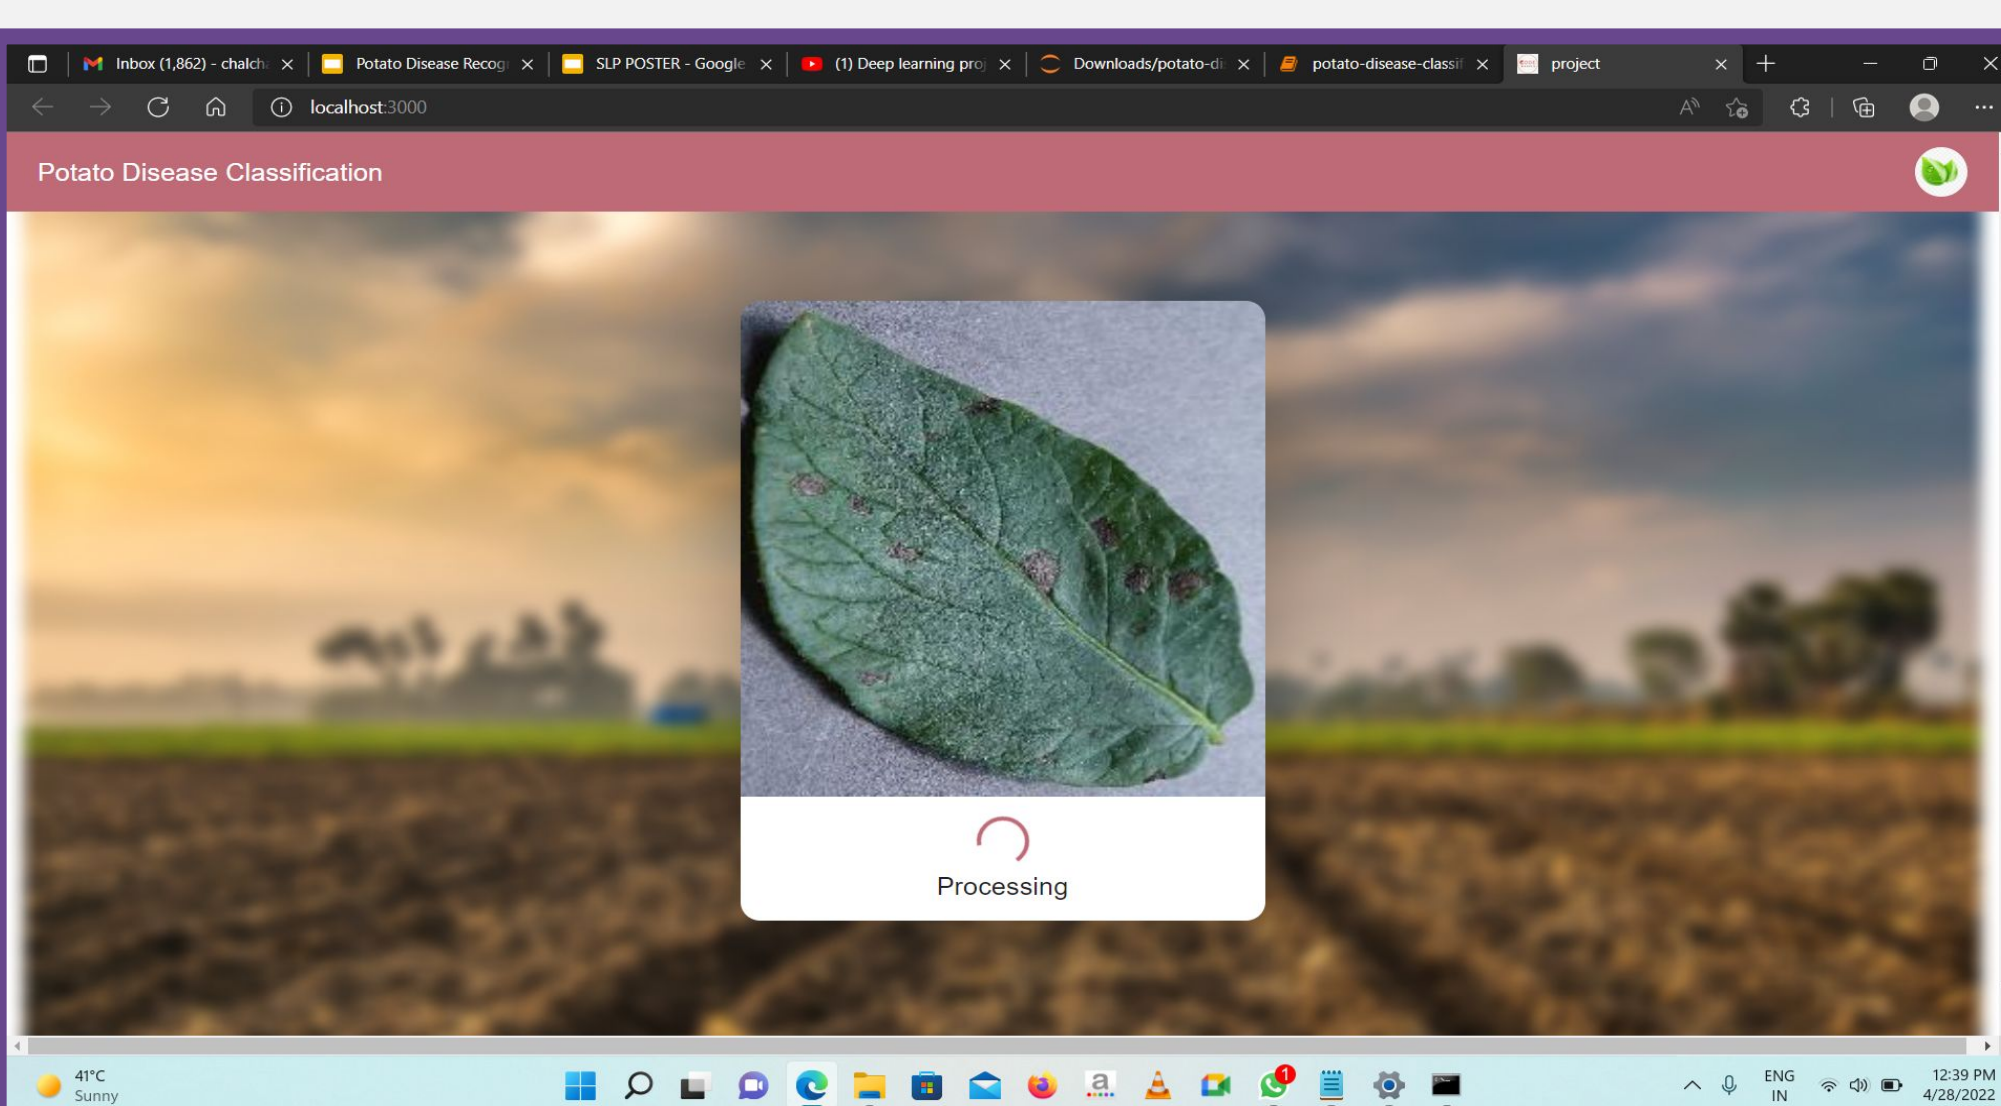 Inbox (1,862) - chalch
Potato Disease Recog
SLP POSTER - Google
(1) Deep learning proj
Downloads/potato-di
potato-disease-classif
project
localhost:3000
Potato Disease Classification
Processing
41°C
Sunny
a
1
ENG
IN
12:39 PM
4/28/2022